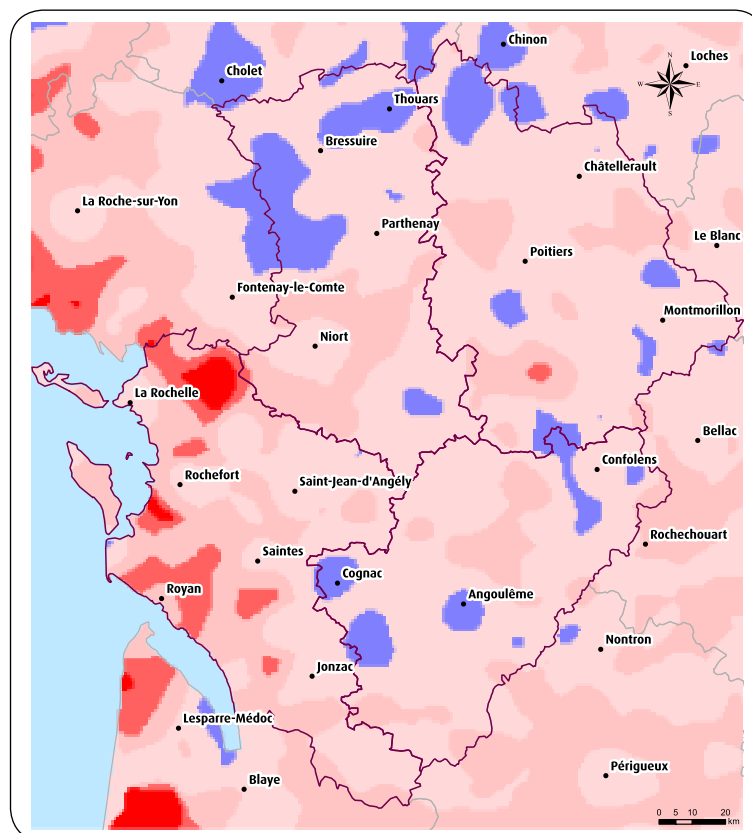 Chinon
Loches
Cholet
N
W E
S
Thouars
Bressuire
Châtellerault
La Roche-sur-Yon
Parthenay
Le Blanc
Poitiers
Fontenay-le-Comte
Montmorillon
Niort
La Rochelle
Bellac
Confolens
Rochefort
Saint-Jean-d'Angély
Rochechouart
Saintes
Cognac
Royan
Angoulême
Nontron
Jonzac
Lesparre-Médoc
Périgueux
Blaye
0 5 10 20
km